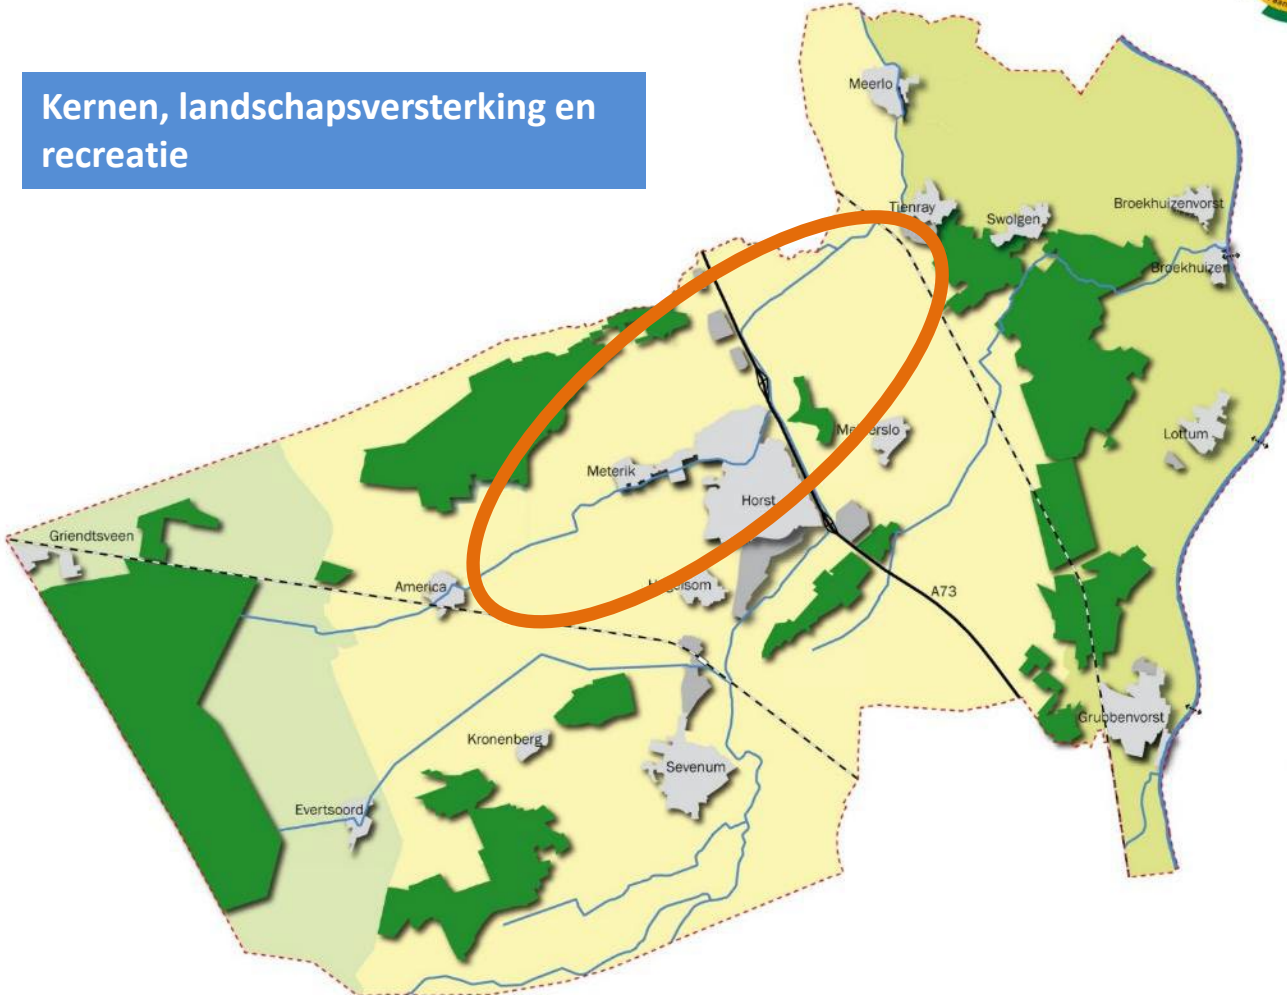 Kernen, landschapsversterking en
recreatie
Meerlo
Tienray
Swolgen
Broekhuizenvorst
Broekhuizen
Lottum
Meterik
Horst
Griendtsveen
America
A73
Grubbenvorst
Kronenberg
Sevenum
Evertsoord